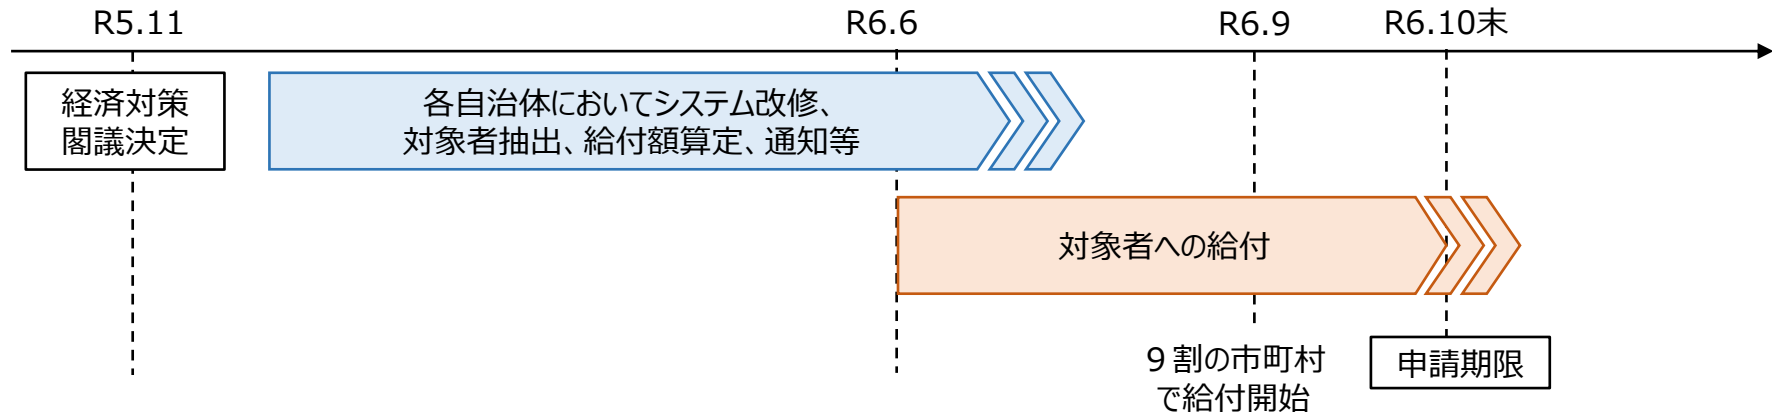 R5.11
R6.6
R6.9
R6.10末
経済対策
閣議決定
各自治体においてシステム改修、
対象者抽出、給付額算定、通知等
対象者への給付
９割の市町村
で給付開始
申請期限